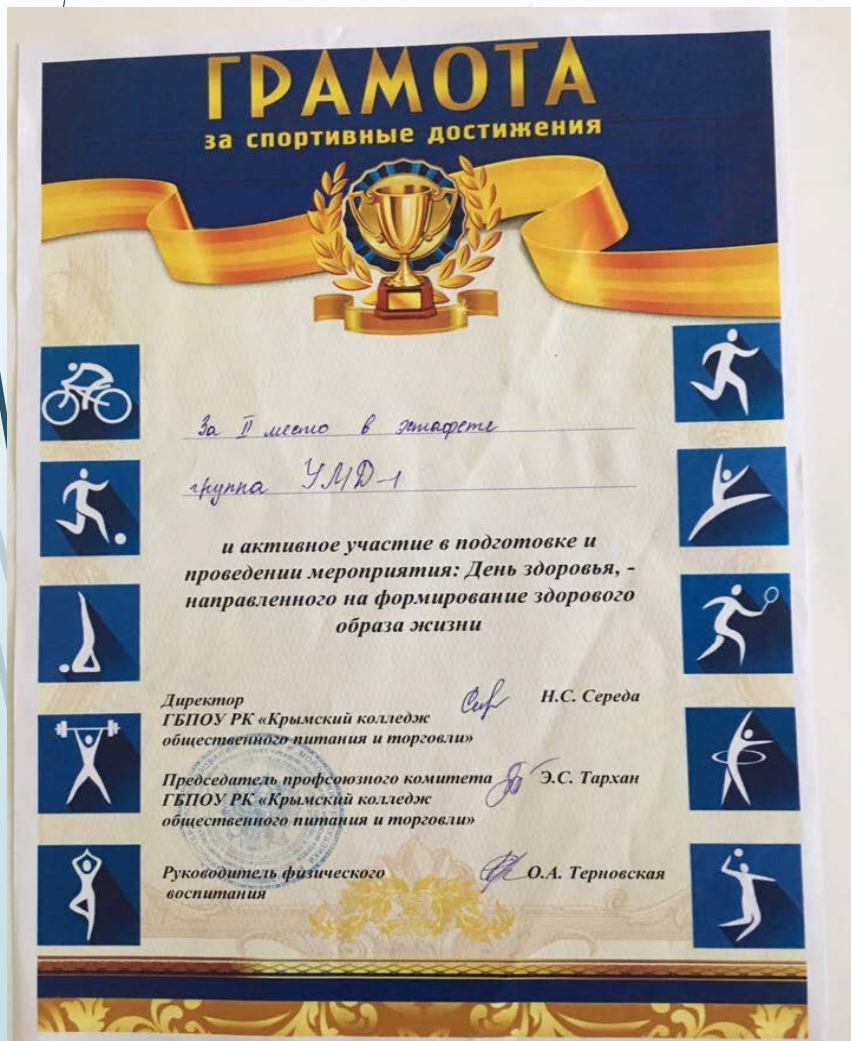 ГРАМОТА
за спортивные достижения
За II место в эстафете
группа УМД-1
и активное участие в подготовке и
проведении мероприятия: День здоровья, -
направленного на формирование здорового
образа жизни
Директор Н.С. Середа
ГБПОУ РК «Крымский колледж
общественного питания и торговли»
Председатель профсоюзного комитета Э.С. Тархан
ГБПОУ РК «Крымский колледж
общественного питания и торговли»
Руководитель физического О.А. Терновская
воспитания